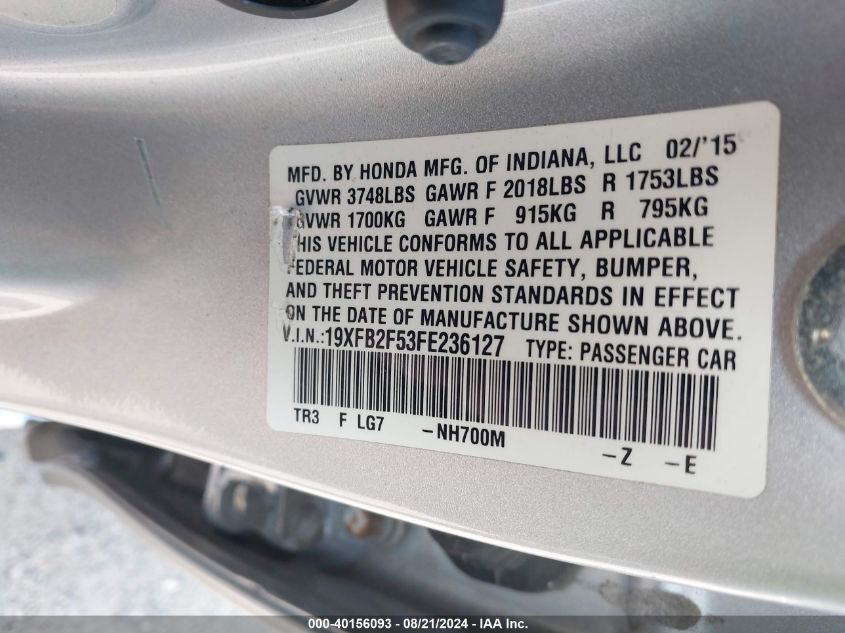 MFD. BY HONDA MFG. OF INDIANA, LLC 02/'15
GVWR 3748LBS GAWR F 2018LBS R 1753LBS
GVWR 1700KG GAWR F 915KG R 795KG
THIS VEHICLE CONFORMS TO ALL APPLICABLE
FEDERAL MOTOR VEHICLE SAFETY, BUMPER,
AND THEFT PREVENTION STANDARDS IN EFFECT
ON THE DATE OF MANUFACTURE SHOWN ABOVE.
V.I.N.:19XFB2F53FE236127 TYPE: PASSENGER CAR
TR3 F LG7 -NH700M -Z -E
000-40156093 - 08/21/2024 - IAA, Inc.